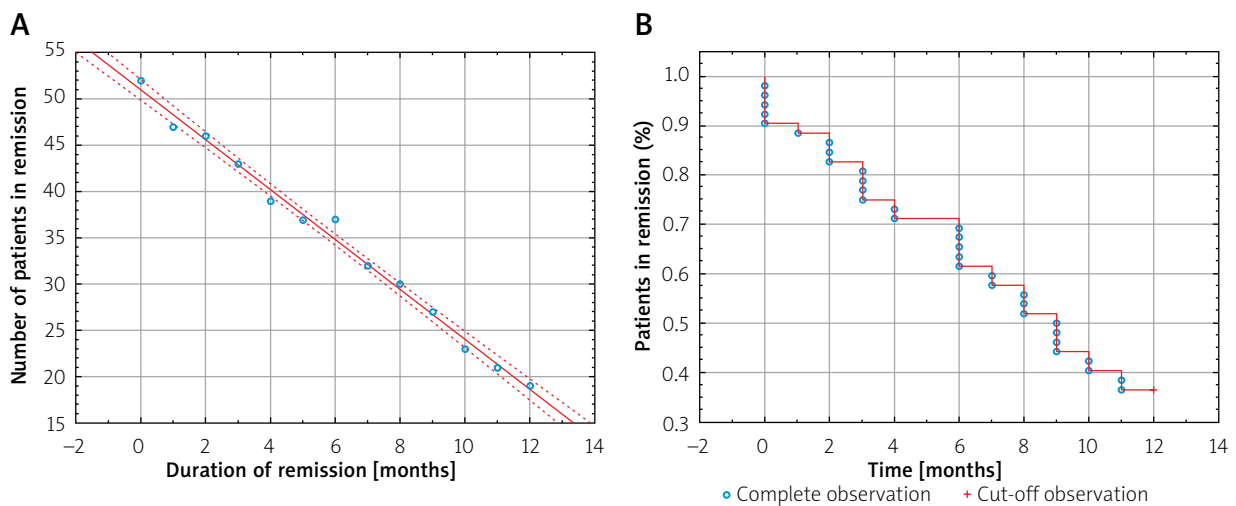 A
Number of patients in remission
55
50
45
40
35
30
25
20
15
−2 0 2 4 6 8 10 12 14
Duration of remission [months]
B
Patients in remission (%)
1.0
0.9
0.8
0.7
0.6
0.5
0.4
0.3
−2 0 2 4 6 8 10 12 14
Time [months]
Complete observation
Cut-off observation